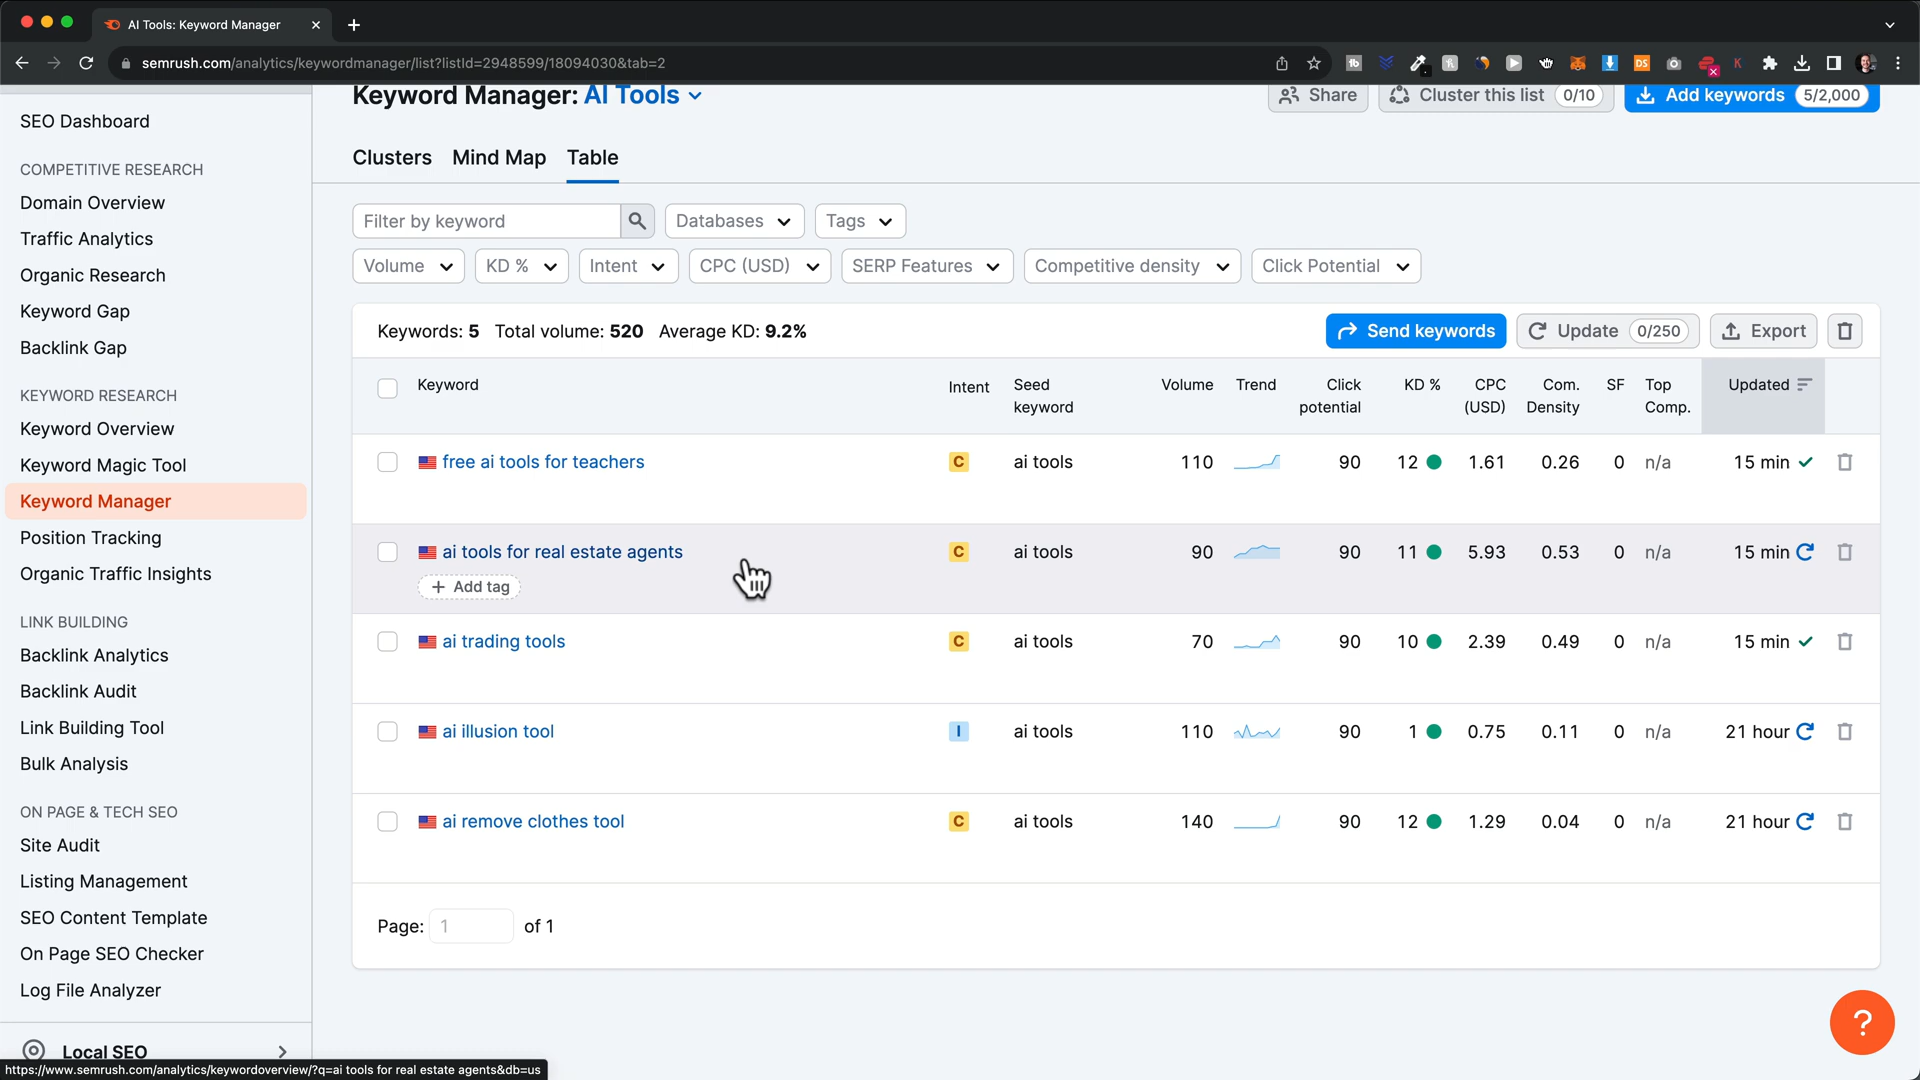 AI Tools: Keyword Manager
semrush.com/analytics/keywordmanager/list?listId=2948599/18094030&tab=2
Keyword Manager: AI Tools
Share
Cluster this list 0/10
Add keywords 5/2,000
Clusters Mind Map Table
Filter by keyword
Databases
Tags
Volume
KD %
Intent
CPC (USD)
SERP Features
Competitive density
Click Potential
Keywords: 5 Total volume: 520 Average KD: 9.2%
Send keywords
Update 0/250
Export
Keyword
Intent
Seed keyword
Volume
Trend
Click potential
KD %
CPC (USD)
Com. Density
SF
Top Comp.
Updated
free ai tools for teachers C ai tools 110 90 12 1.61 0.26 0 n/a 15 min
ai tools for real estate agents C ai tools 90 90 11 5.93 0.53 0 n/a 15 min
+ Add tag
ai trading tools C ai tools 70 90 10 2.39 0.49 0 n/a 15 min
ai illusion tool I ai tools 110 90 1 0.75 0.11 0 n/a 21 hour
ai remove clothes tool C ai tools 140 90 12 1.29 0.04 0 n/a 21 hour
Page: 1 of 1
?
SEO Dashboard
COMPETITIVE RESEARCH
Domain Overview
Traffic Analytics
Organic Research
Keyword Gap
Backlink Gap
KEYWORD RESEARCH
Keyword Overview
Keyword Magic Tool
Keyword Manager
Position Tracking
Organic Traffic Insights
LINK BUILDING
Backlink Analytics
Backlink Audit
Link Building Tool
Bulk Analysis
ON PAGE & TECH SEO
Site Audit
Listing Management
SEO Content Template
On Page SEO Checker
Log File Analyzer
Local SEO
https://www.semrush.com/analytics/keywordoverview/?q=ai tools for real estate agents&db=us